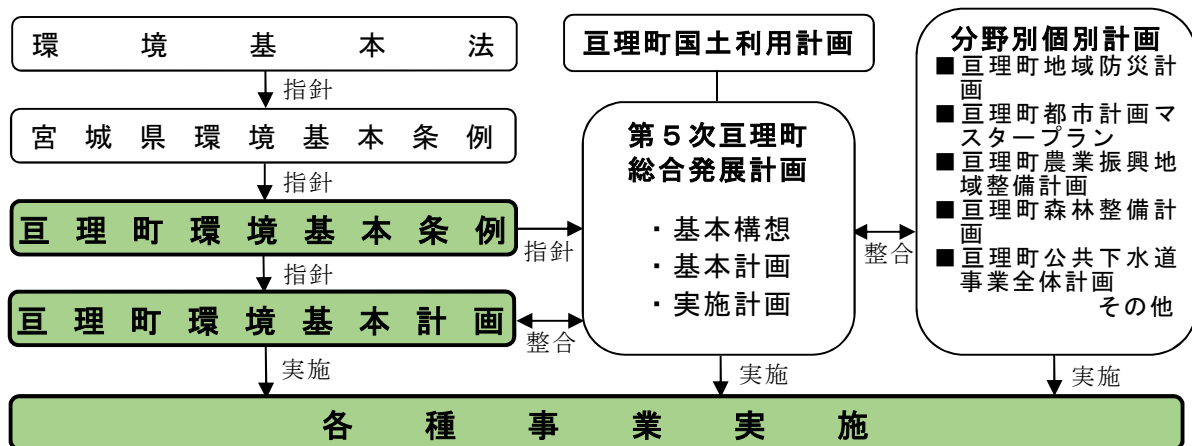 環境基本法
指針
宮城県環境基本条例
指針
亘理町環境基本条例
指針
指針
亘理町環境基本計画
整合
実施
亘理町国土利用計画
第5次亘理町
総合発展計画
・基本構想
・基本計画
・実施計画
実施
整合
分野別個別計画
■亘理町地域防災計
画
■亘理町都市計画マ
スタープラン
■亘理町農業振興地
域整備計画
■亘理町森林整備計
画
■亘理町公共下水道
事業全体計画
その他
実施
各種事業実施